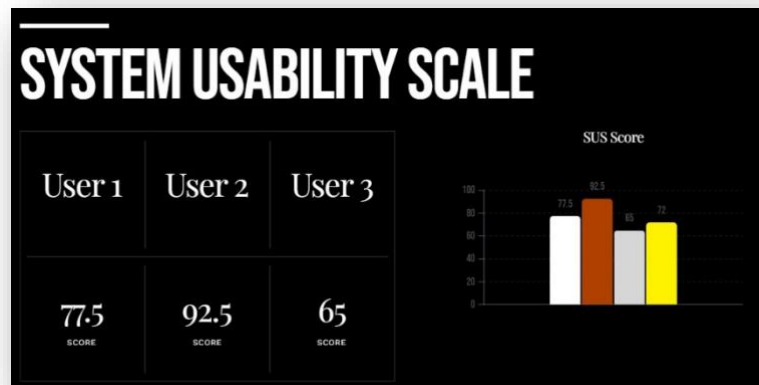 SYSTEM USABILITY SCALE
User 1 User 2 User 3
77.5 92.5 65
SCORE SCORE SCORE
SUS Score
100
80
60
40
20
0
77.5
92.5
65
72